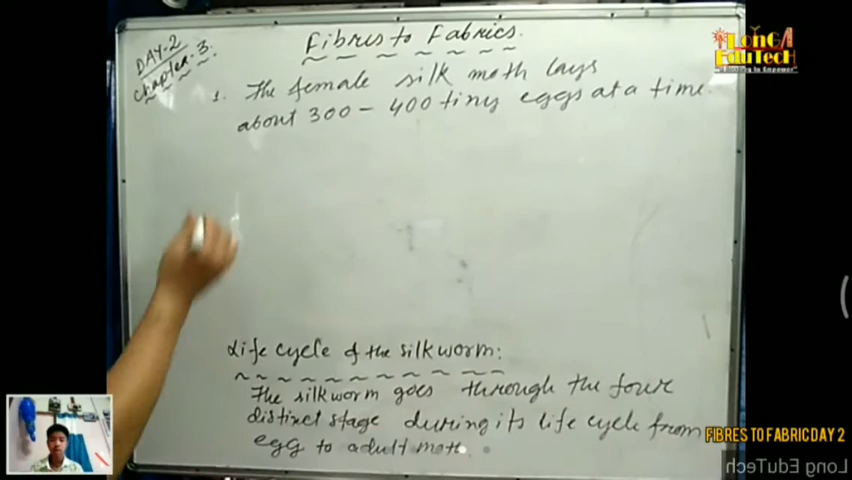 DAY-2
Chapter-3.
Fibres to Fabrics.
1. The female silk moth lays
about 300 - 400 tiny eggs at a time.
Life cycle of the silkworm:
The silkworm goes through the four
distinct stage during its life cycle from
egg to adult moth.
LONGA
EDUTECH
FIBRES TO FABRIC DAY 2
Long EduTech